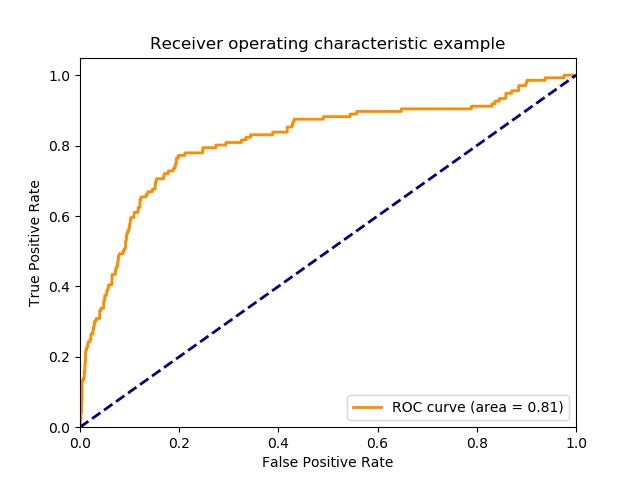 Receiver operating characteristic example
1.0
0.8
0.6
0.4
0.2
0.0
True Positive Rate
0.0 0.2 0.4 0.6 0.8 1.0
False Positive Rate
ROC curve (area = 0.81)